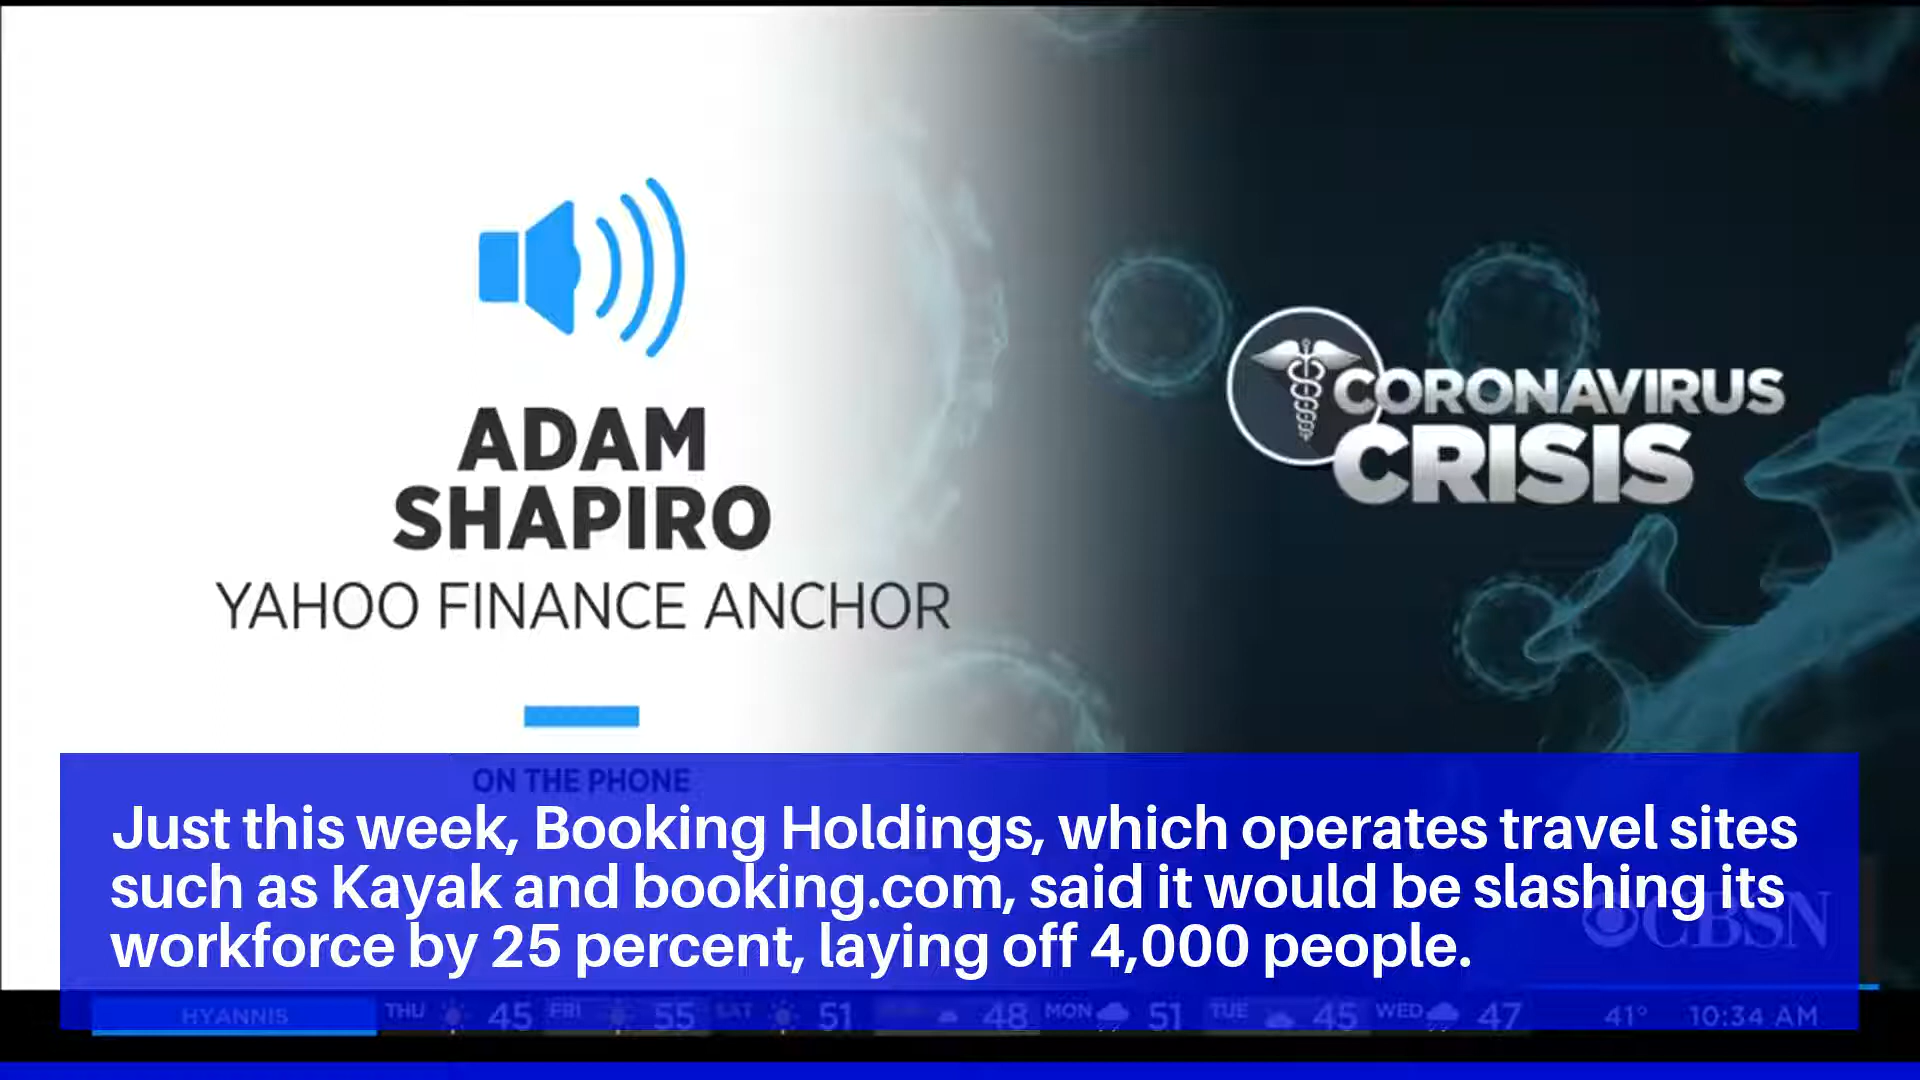 ADAM
SHAPIRO
YAHOO FINANCE ANCHOR
CORONAVIRUS
CRISIS
ON THE PHONE
Just this week, Booking Holdings, which operates travel sites
such as Kayak and booking.com, said it would be slashing its
workforce by 25 percent, laying off 4,000 people.
CBSN
HYANNIS THU 45 FRI 55 SAT 51 48 MON 51 TUE 45 WED 47 41° 10:34 AM